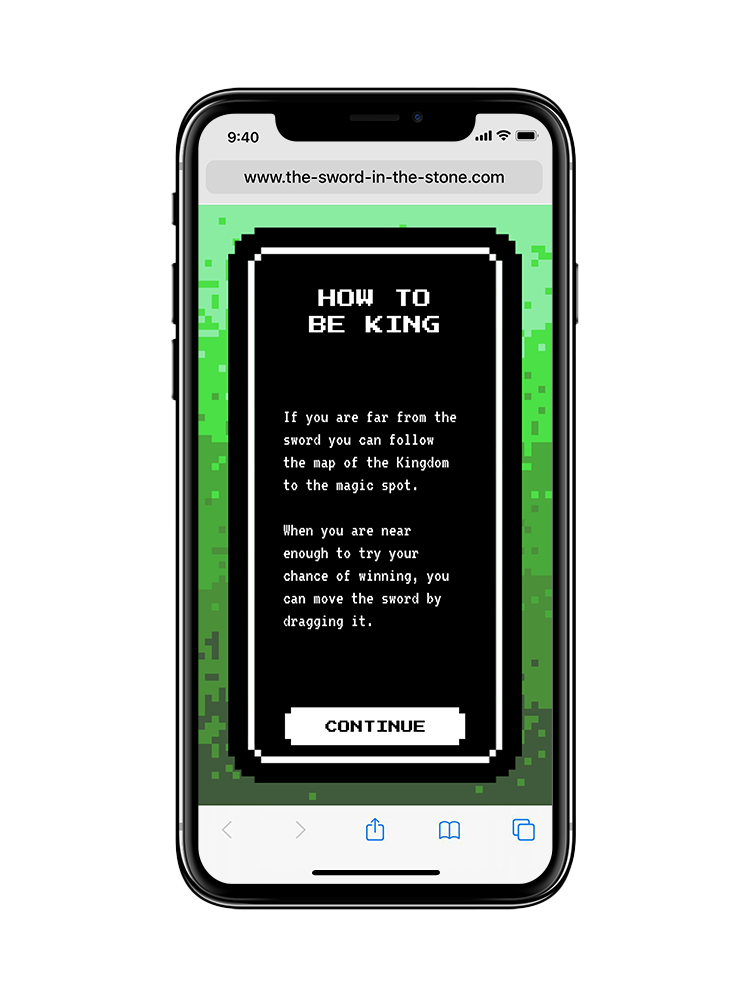 9:40
www.the-sword-in-the-stone.com
HOW TO
BE KING
If you are far from the
sword you can follow
the map of the Kingdom
to the magic spot.
When you are near
enough to try your
chance of winning, you
can move the sword by
dragging it.
CONTINUE